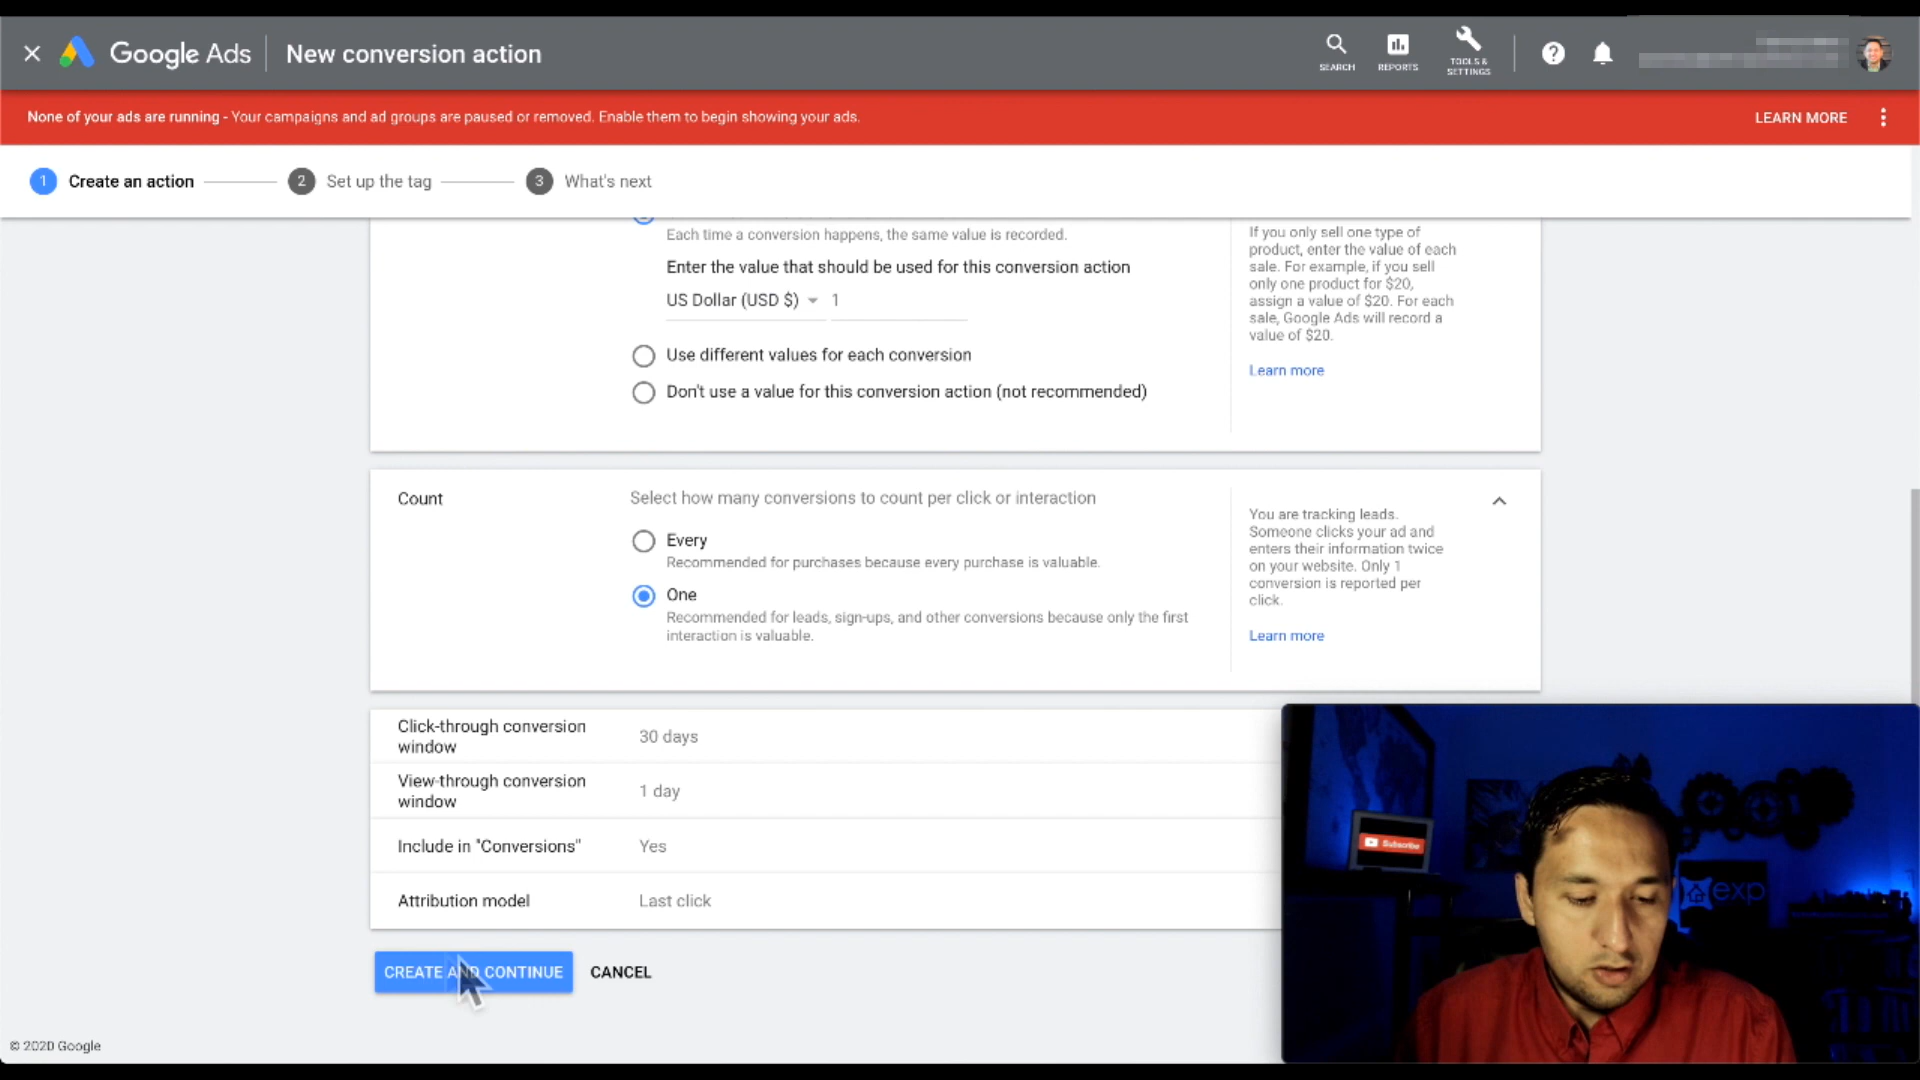 Google Ads
New conversion action
SEARCH
REPORTS
TOOLS &
SETTINGS
None of your ads are running - Your campaigns and ad groups are paused or removed. Enable them to begin showing your ads.
LEARN MORE
1 Create an action
2 Set up the tag
3 What's next
Each time a conversion happens, the same value is recorded.
Enter the value that should be used for this conversion action
US Dollar (USD $) 1
Use different values for each conversion
Don't use a value for this conversion action (not recommended)
If you only sell one type of
product, enter the value of each
sale. For example, if you sell
only one product for $20,
assign a value of $20. For each
sale, Google Ads will record a
value of $20.
Learn more
Count
Select how many conversions to count per click or interaction
Every
Recommended for purchases because every purchase is valuable.
One
Recommended for leads, sign-ups, and other conversions because only the first
interaction is valuable.
You are tracking leads.
Someone clicks your ad and
enters their information twice
on your website. Only 1
conversion is reported per
click.
Learn more
Click-through conversion
window
30 days
View-through conversion
window
1 day
Include in "Conversions"
Yes
Attribution model
Last click
CREATE AND CONTINUE
CANCEL
Subscribe
exp
© 2020 Google